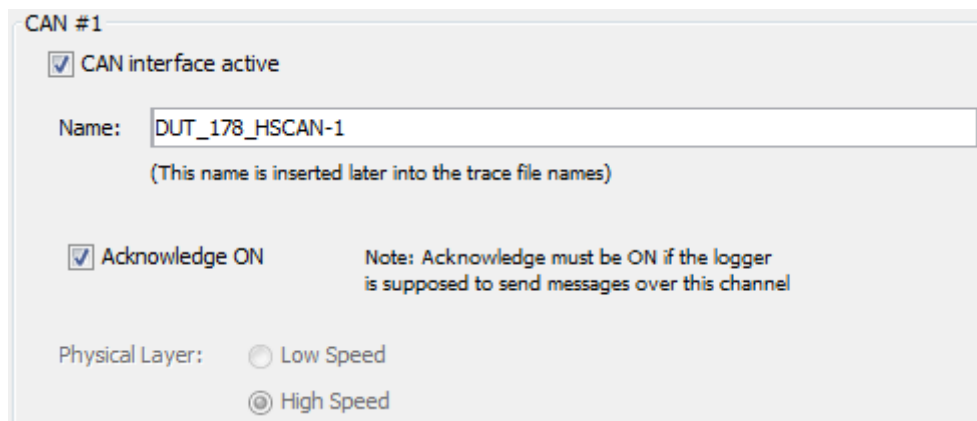 CAN #1
CAN interface active
Name: DUT_178_HSCAN-1
(This name is inserted later into the trace file names)
Acknowledge ON Note: Acknowledge must be ON if the logger
is supposed to send messages over this channel
Physical Layer: Low Speed
High Speed